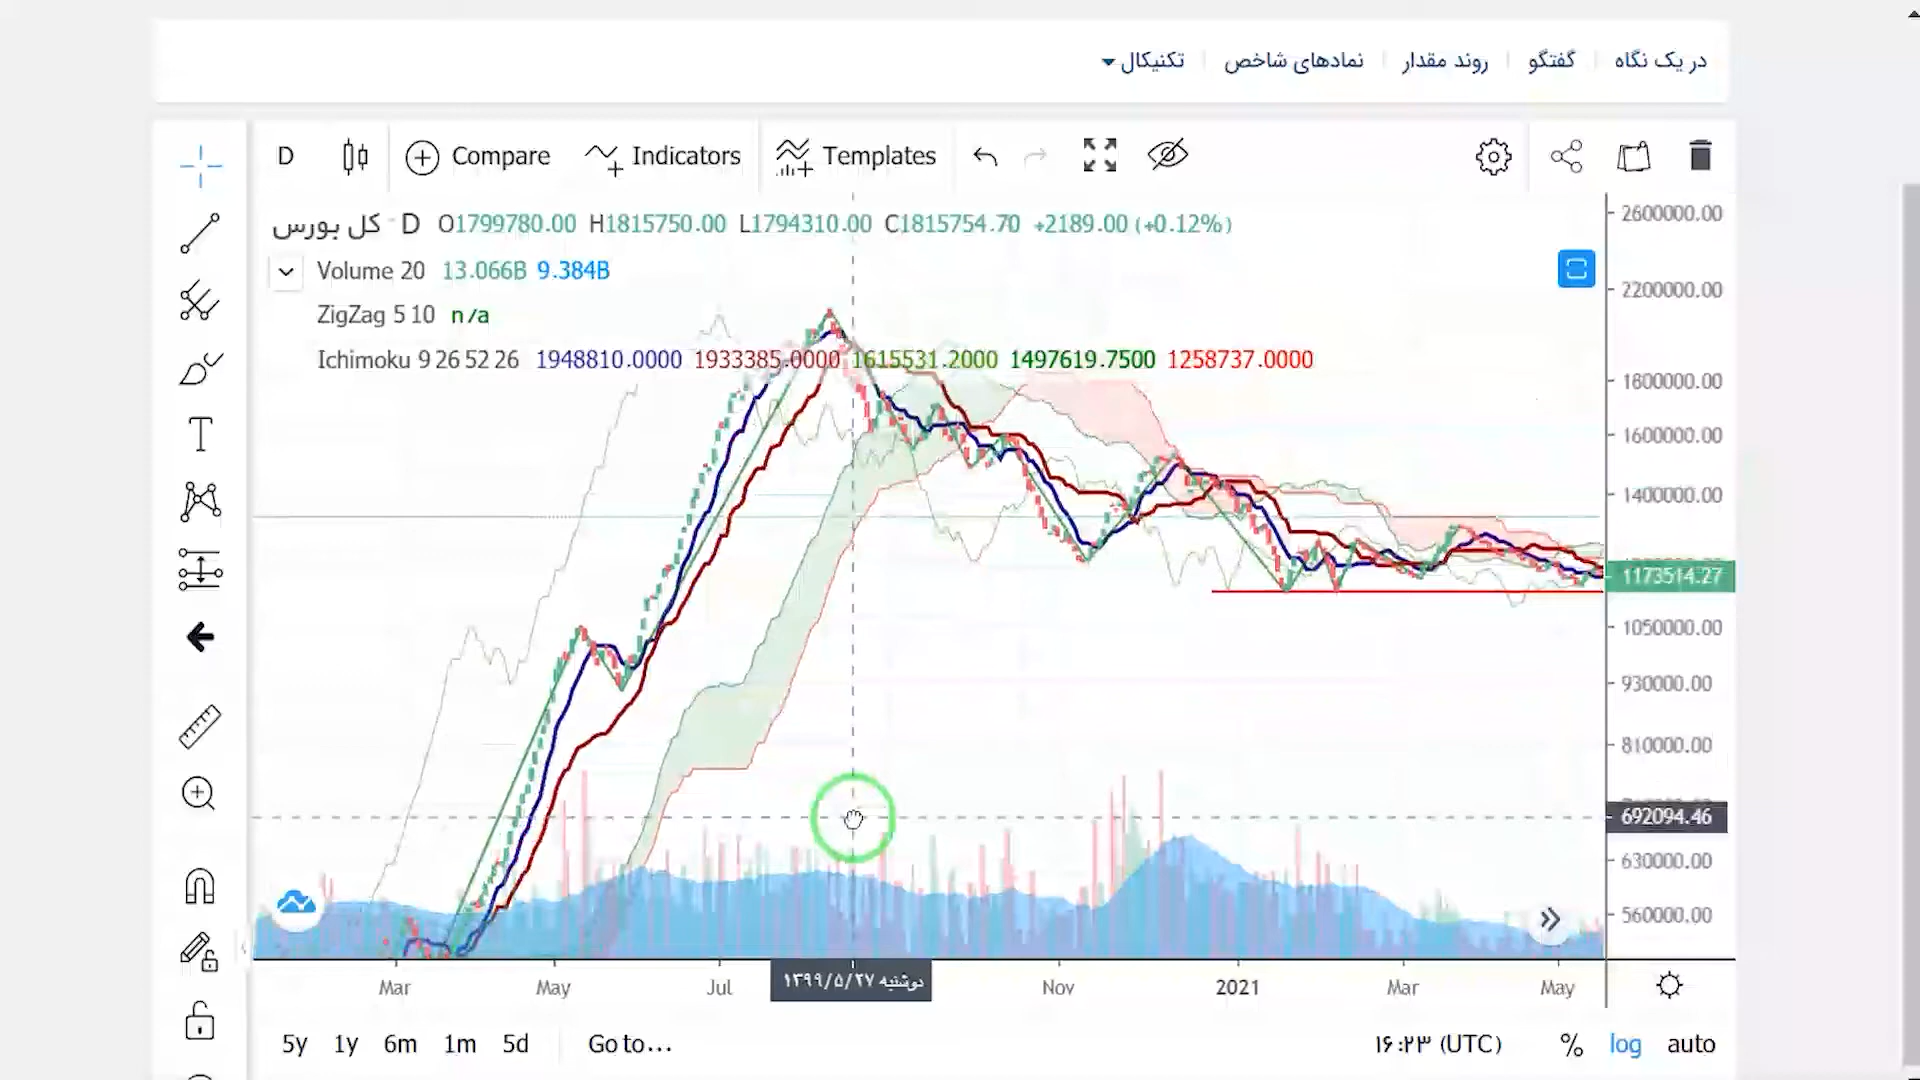 در یک نگاه | گفتگو | روند مقدار | نمادهای شاخص | تکنیکال
D Compare Indicators Templates
کل بورس · D O1799780.00 H1815750.00 L1794310.00 C1815754.70 +2189.00 (+0.12%)
Volume 20 13.066B 9.384B
ZigZag 5 10 n/a
Ichimoku 9 26 52 26 1948810.0000 1933385.0000 1615531.2000 1497619.7500 1258737.0000
2600000.00
2200000.00
1800000.00
1600000.00
1400000.00
1173514.27
1050000.00
930000.00
810000.00
692094.46
630000.00
560000.00
Mar May Jul دوشنبه ۱۳۹۹/۵/۲۷ Nov 2021 Mar May
5y 1y 6m 1m 5d Go to... ۱۶:۲۳ (UTC) % log auto